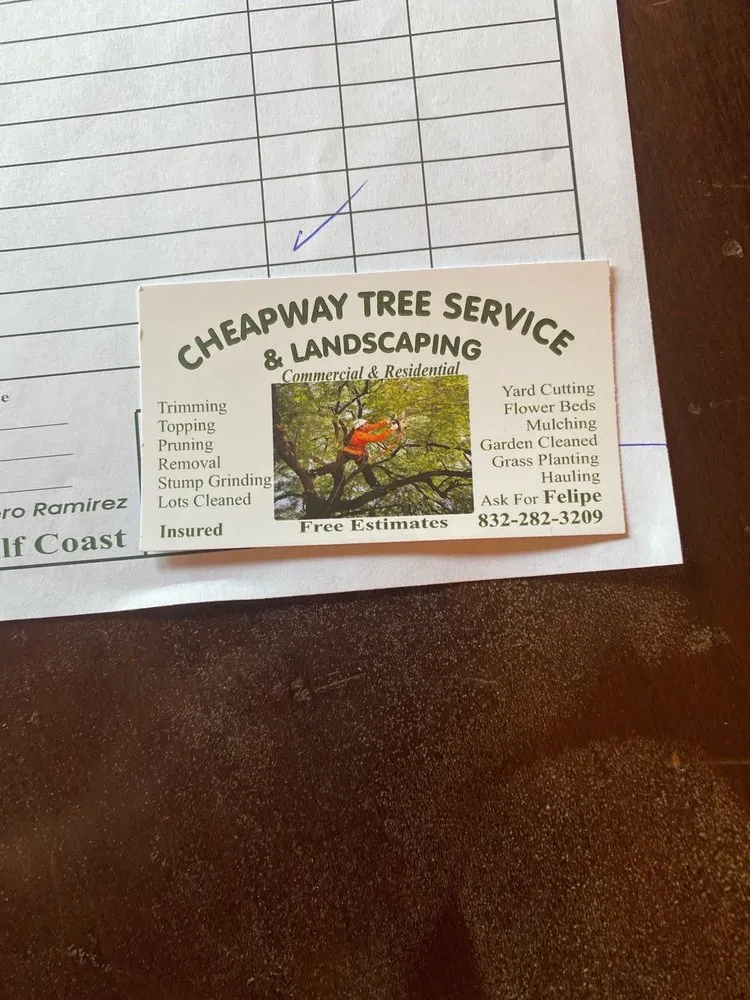 CHEAPWAY TREE SERVICE
& LANDSCAPING
Commercial & Residential
Trimming
Topping
Pruning
Removal
Stump Grinding
Lots Cleaned
Insured
Free Estimates
Yard Cutting
Flower Beds
Mulching
Garden Cleaned
Grass Planting
Hauling
Ask For Felipe
832-282-3209
e
ro Ramirez
lf Coast